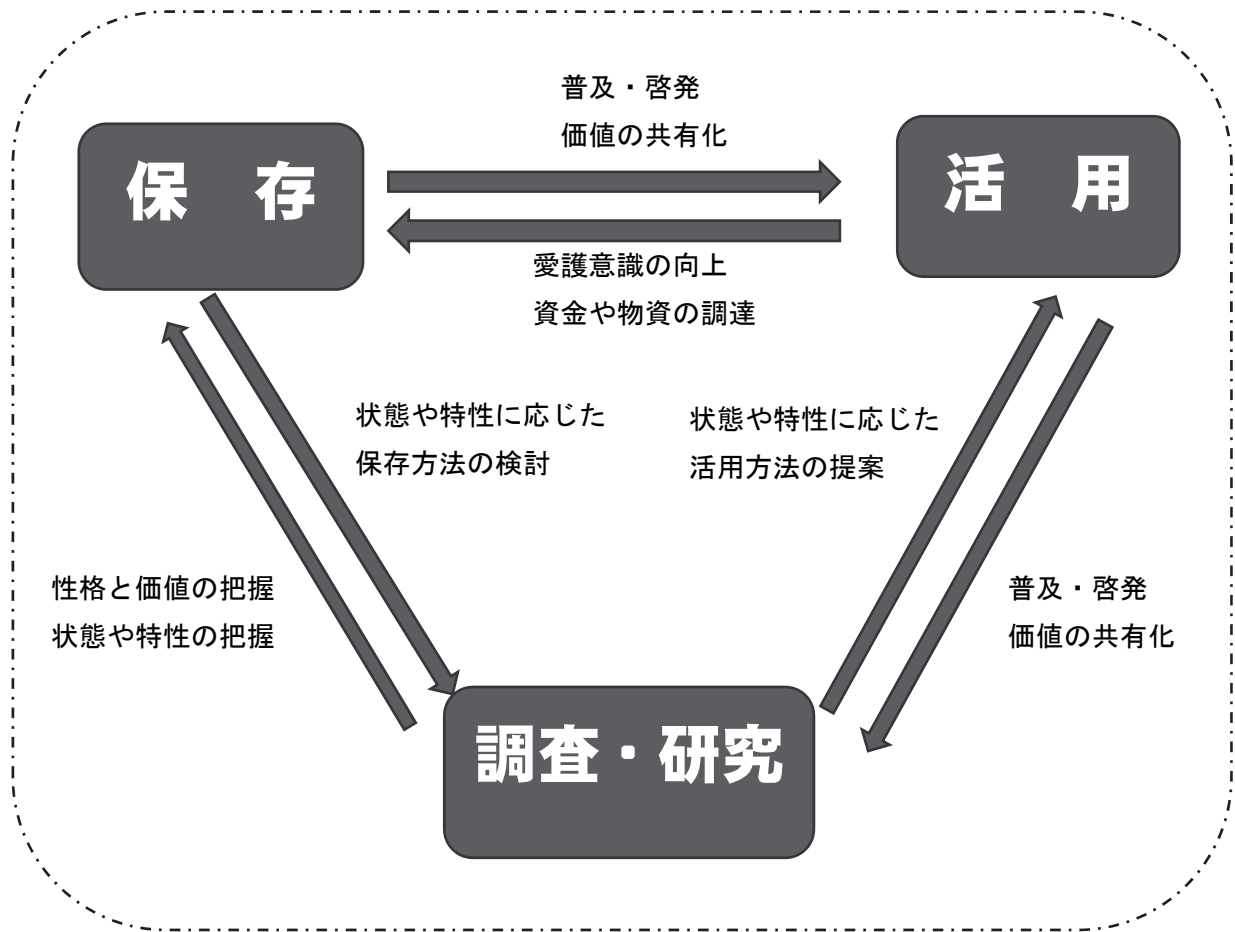 普及・啓発
価値の共有化
保　存
活　用
愛護意識の向上
資金や物資の調達
状態や特性に応じた
保存方法の検討
状態や特性に応じた
活用方法の提案
性格と価値の把握
状態や特性の把握
普及・啓発
価値の共有化
調査・研究